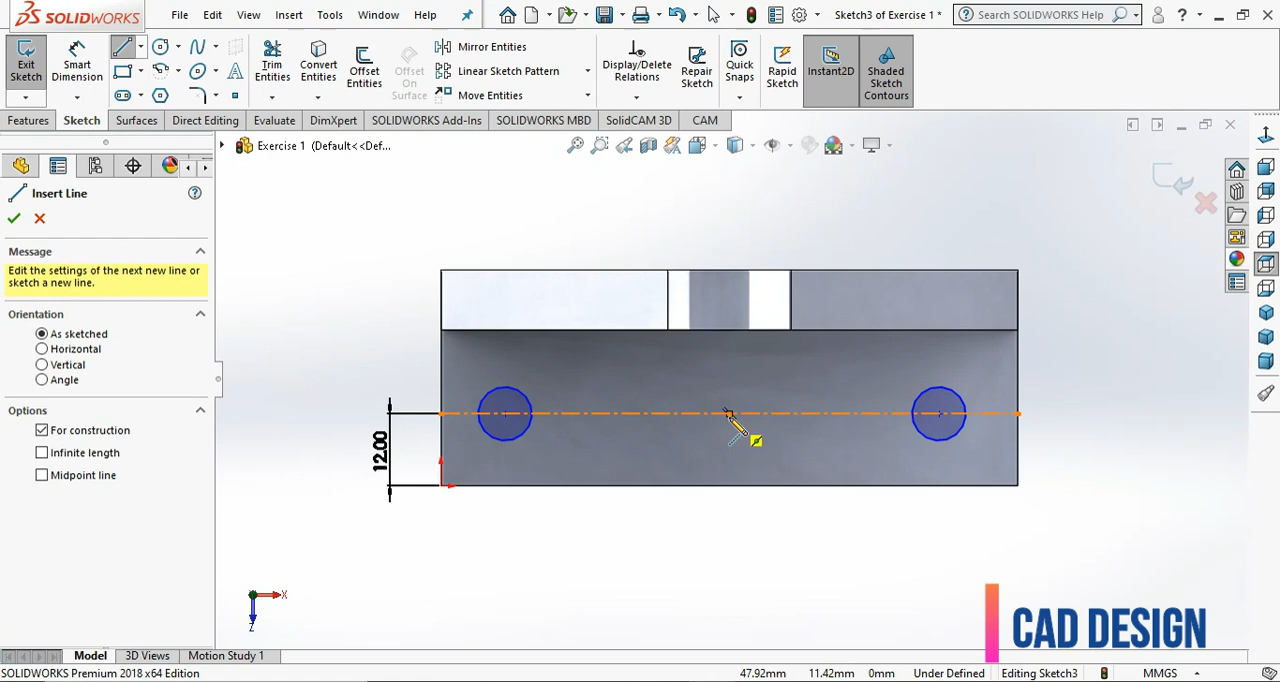 SOLIDWORKS
File Edit View Insert Tools Window Help
Sketch3 of Exercise 1 *
Search SOLIDWORKS Help
Exit Sketch
Smart Dimension
Trim Entities
Convert Entities
Offset Entities
Offset On Surface
Mirror Entities
Linear Sketch Pattern
Move Entities
Display/Delete Relations
Repair Sketch
Quick Snaps
Rapid Sketch
Instant2D
Shaded Sketch Contours
Features Sketch Surfaces Direct Editing Evaluate DimXpert SOLIDWORKS Add-Ins SOLIDWORKS MBD SolidCAM 3D CAM
Exercise 1 (Default<<Def...
Insert Line
Message
Edit the settings of the next new line or
sketch a new line.
Orientation
As sketched
Horizontal
Vertical
Angle
Options
For construction
Infinite length
Midpoint line
12.00
X
Z
CAD DESIGN
Model 3D Views Motion Study 1
SOLIDWORKS Premium 2018 x64 Edition
47.92mm 11.42mm 0mm Under Defined Editing Sketch3 MMGS